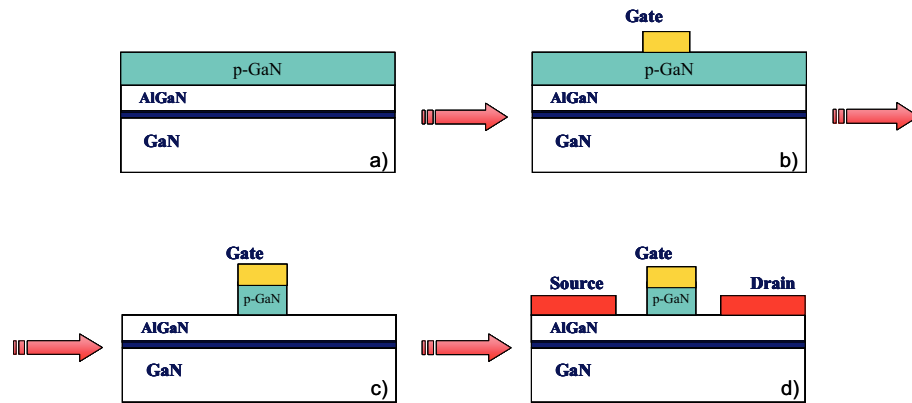 p-GaN
AlGaN
GaN
a)
Gate
p-GaN
AlGaN
GaN
b)
Gate
p-GaN
AlGaN
GaN
c)
Source
Gate
Drain
p-GaN
AlGaN
GaN
d)